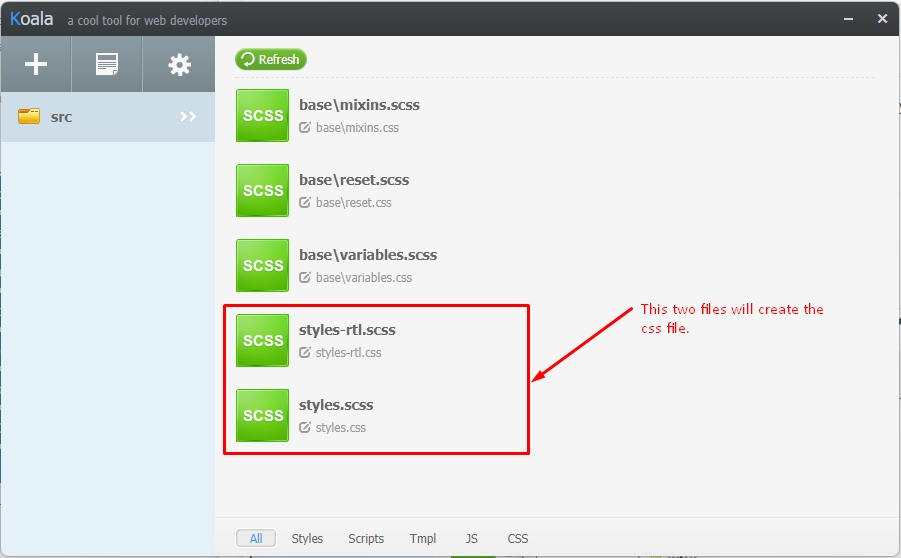 Koala a cool tool for web developers
Refresh
src
SCSS
base\mixins.scss
base\mixins.css
SCSS
base\reset.scss
base\reset.css
SCSS
base\variables.scss
base\variables.css
SCSS
styles-rtl.scss
styles-rtl.css
SCSS
styles.scss
styles.css
This two files will create the
css file.
All Styles Scripts Tmpl JS CSS